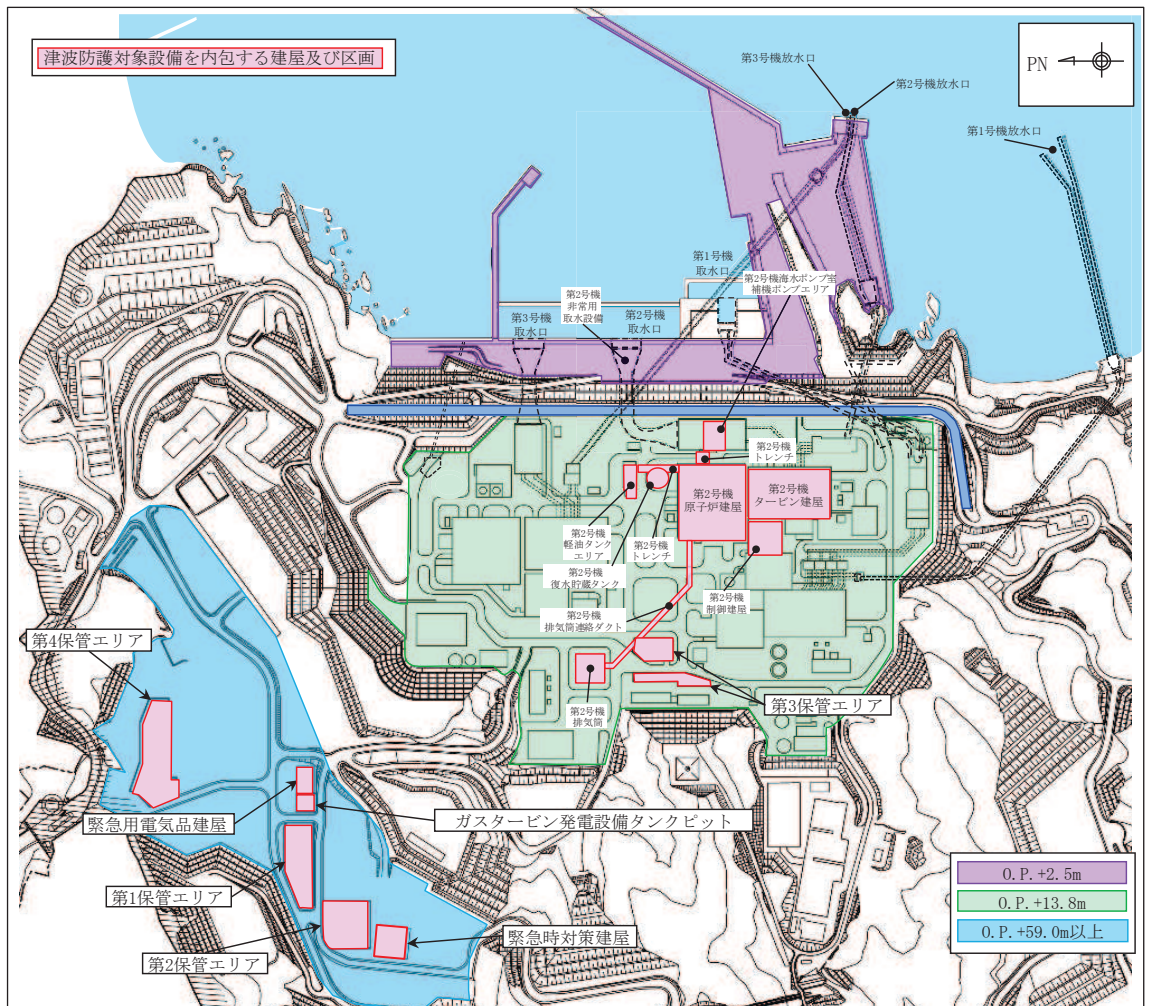 津波防護対象設備を内包する建屋及び区画
PN
第3号機放水口
第2号機放水口
第1号機放水口
第1号機
取水口
第2号機海水ポンプ室
補機ポンプエリア
第2号機
非常用
取水設備
第3号機
取水口
第2号機
取水口
第2号機
トレンチ
第2号機
原子炉建屋
第2号機
タービン建屋
第2号機
軽油タンク
エリア
第2号機
トレンチ
第2号機
復水貯蔵タンク
第2号機
制御建屋
第2号機
排気筒連絡ダクト
第4保管エリア
第3保管エリア
第2号機
排気筒
緊急用電気品建屋
ガスタービン発電設備タンクピット
第1保管エリア
緊急時対策建屋
第2保管エリア
O.P.+2.5m
O.P.+13.8m
O.P.+59.0m以上